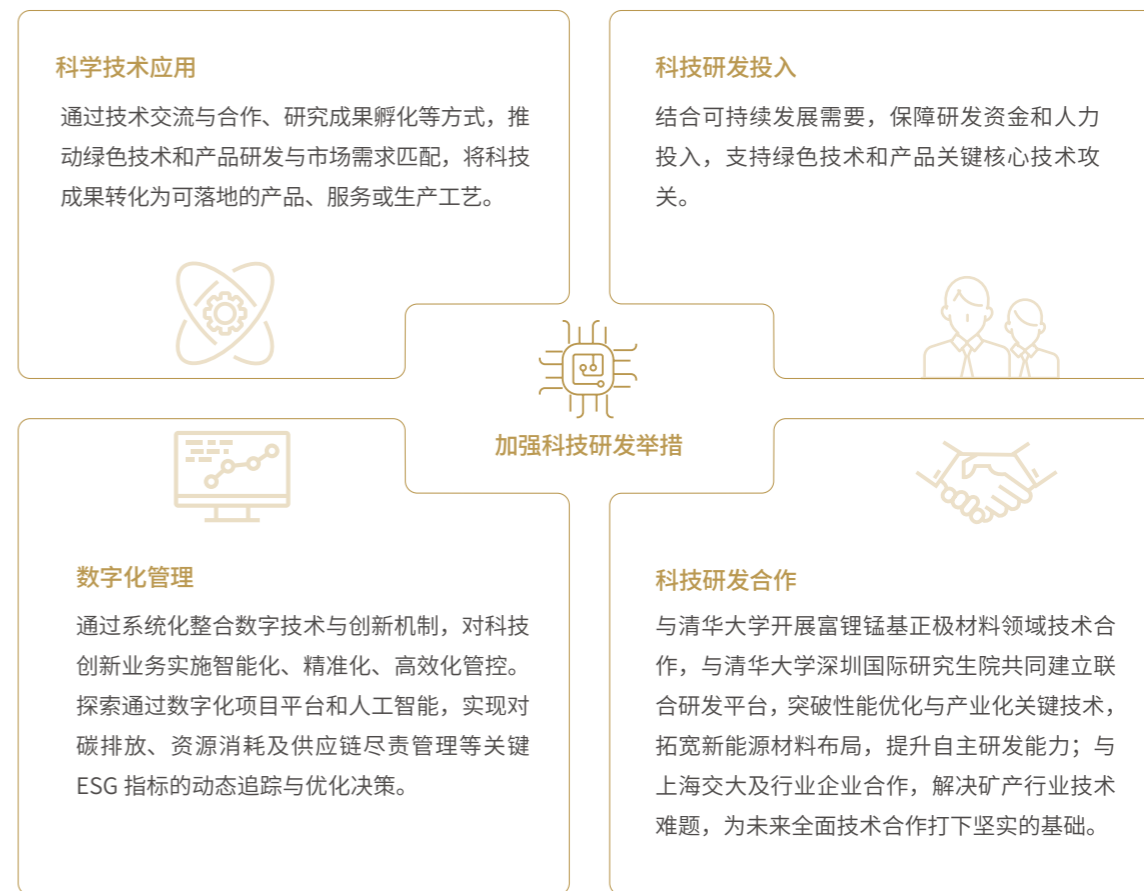 科学技术应用
通过技术交流与合作、研究成果孵化等方式，推
动绿色技术和产品研发与市场需求匹配，将科技
成果转化为可落地的产品、服务或生产工艺。
科技研发投入
结合可持续发展需要，保障研发资金和人力
投入，支持绿色技术和产品关键核心技术攻
关。
加强科技研发举措
数字化管理
通过系统化整合数字技术与创新机制，对科技
创新业务实施智能化、精准化、高效化管控。
探索通过数字化项目平台和人工智能，实现对
碳排放、资源消耗及供应链尽责管理等关键
ESG 指标的动态追踪与优化决策。
科技研发合作
与清华大学开展富锂锰基正极材料领域技术合
作，与清华大学深圳国际研究生院共同建立联
合研发平台，突破性能优化与产业化关键技术，
拓宽新能源材料布局，提升自主研发能力；与
上海交大及行业企业合作，解决矿产行业技术
难题，为未来全面技术合作打下坚实的基础。